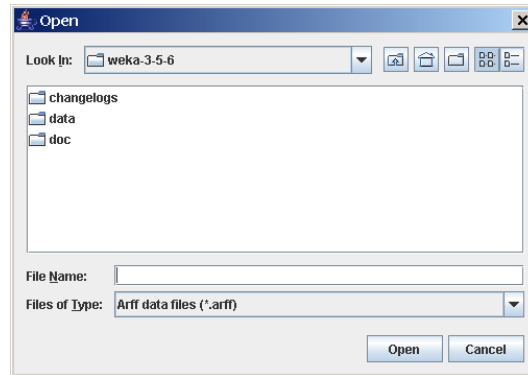 Open
Look In: weka-3-5-6
changelogs
data
doc
File Name:
Files of Type: Arff data files (*.arff)
Open Cancel